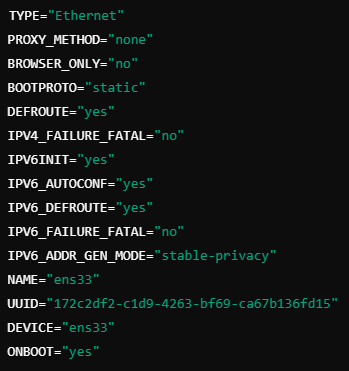 TYPE="Ethernet"
PROXY_METHOD="none"
BROWSER_ONLY="no"
BOOTPROTO="static"
DEFROUTE="yes"
IPV4_FAILURE_FATAL="no"
IPV6INIT="yes"
IPV6_AUTOCONF="yes"
IPV6_DEFROUTE="yes"
IPV6_FAILURE_FATAL="no"
IPV6_ADDR_GEN_MODE="stable-privacy"
NAME="ens33"
UUID="172c2df2-c1d9-4263-bf69-ca67b136fd15"
DEVICE="ens33"
ONBOOT="yes"